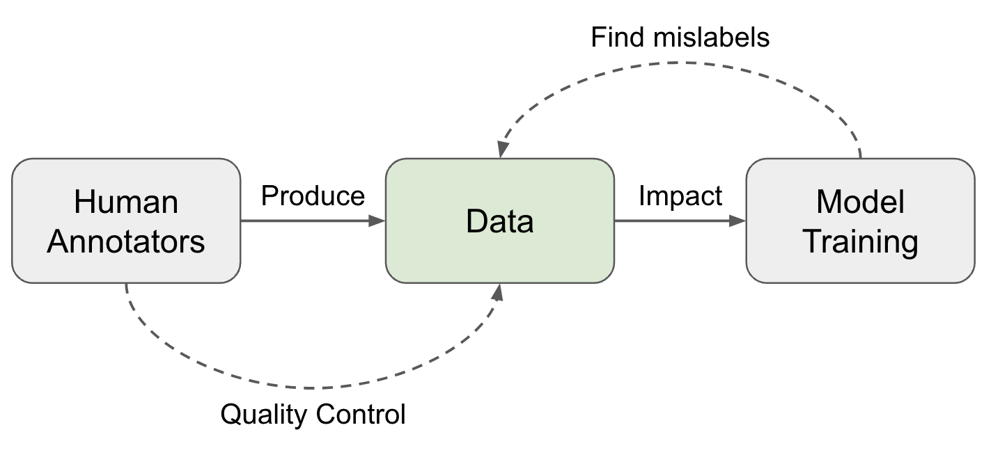 Find mislabels
Human
Annotators
Produce
Data
Impact
Model
Training
Quality Control